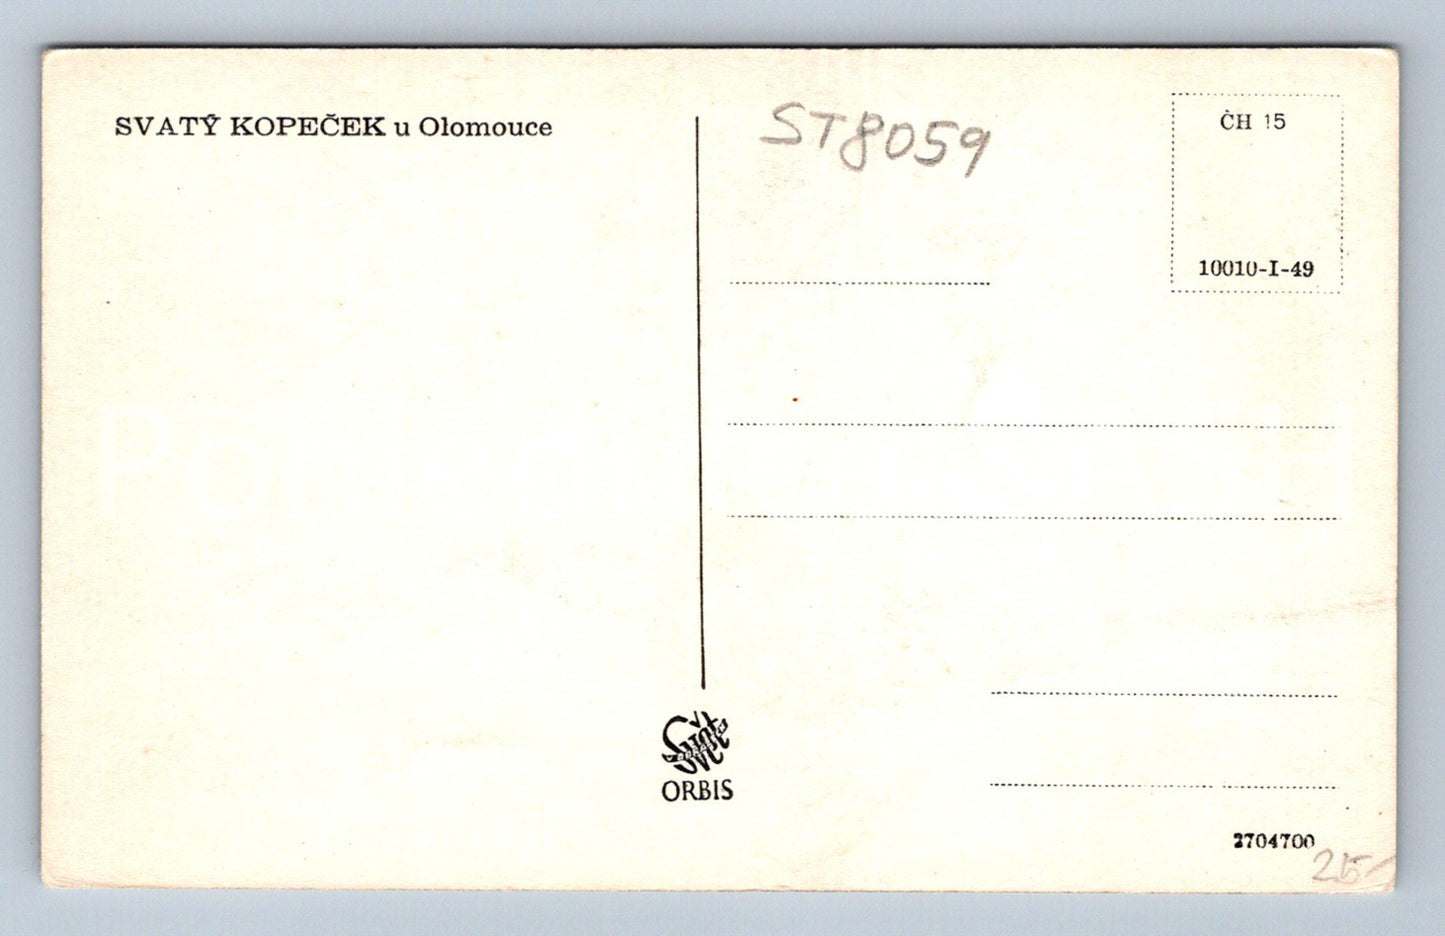 SVATÝ KOPEČEK u Olomouce
ST8059
ČH 15
10010-I-49
Svět
ORBIS
2704700
25-